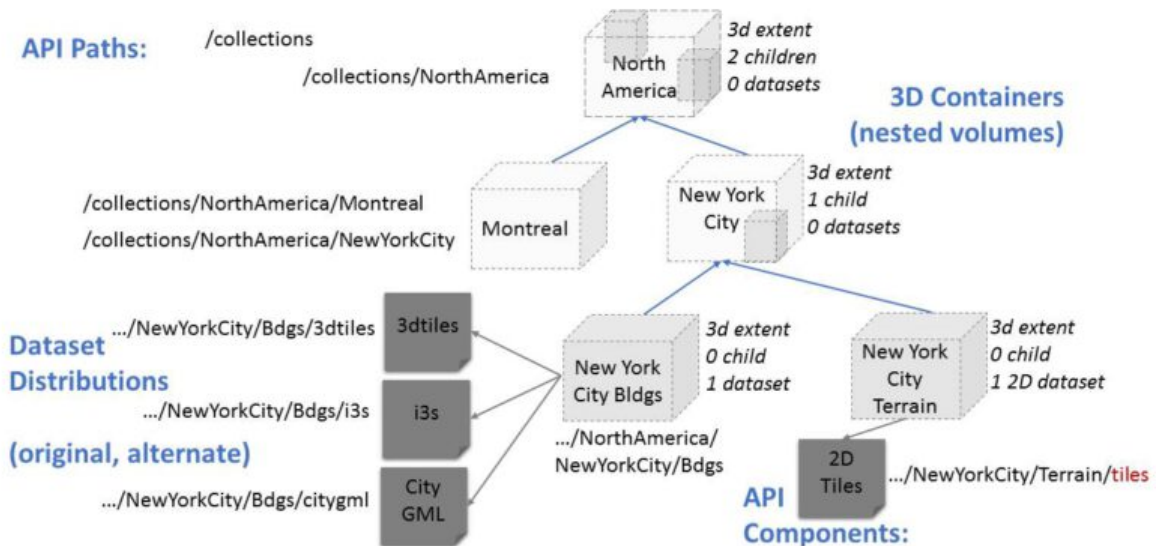 API Paths:
/collections
/collections/NorthAmerica
North
America
3d extent
2 children
0 datasets
3D Containers
(nested volumes)
/collections/NorthAmerica/Montreal
/collections/NorthAmerica/NewYorkCity
Montreal
New York
City
3d extent
1 child
0 datasets
Dataset
Distributions
(original, alternate)
.../NewYorkCity/Bdgs/3dtiles
3dtiles
.../NewYorkCity/Bdgs/i3s
i3s
.../NewYorkCity/Bdgs/citygml
City
GML
New York
City Bldgs
3d extent
0 child
1 dataset
.../NorthAmerica/
NewYorkCity/Bdgs
New York
City
Terrain
3d extent
0 child
1 2D dataset
2D
Tiles
.../NewYorkCity/Terrain/tiles
API
Components: